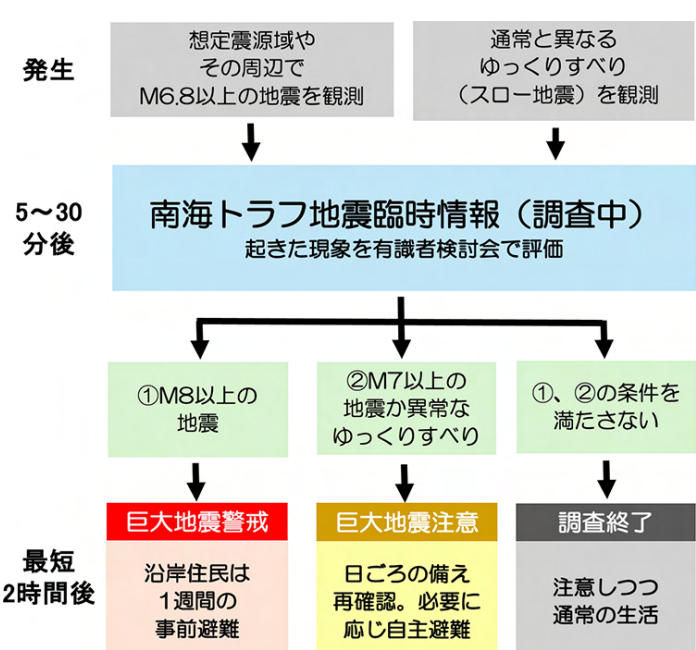 発生
想定震源域や
その周辺で
M6.8以上の地震を観測
通常と異なる
ゆっくりすべり
（スロー地震）を観測
5～30
分後
南海トラフ地震臨時情報（調査中）
起きた現象を有識者検討会で評価
①M8以上の
地震
②M7以上の
地震か異常な
ゆっくりすべり
①、②の条件を
満たさない
最短
2時間後
巨大地震警戒
沿岸住民は
1週間の
事前避難
巨大地震注意
日ごろの備え
再確認。必要に
応じ自主避難
調査終了
注意しつつ
通常の生活